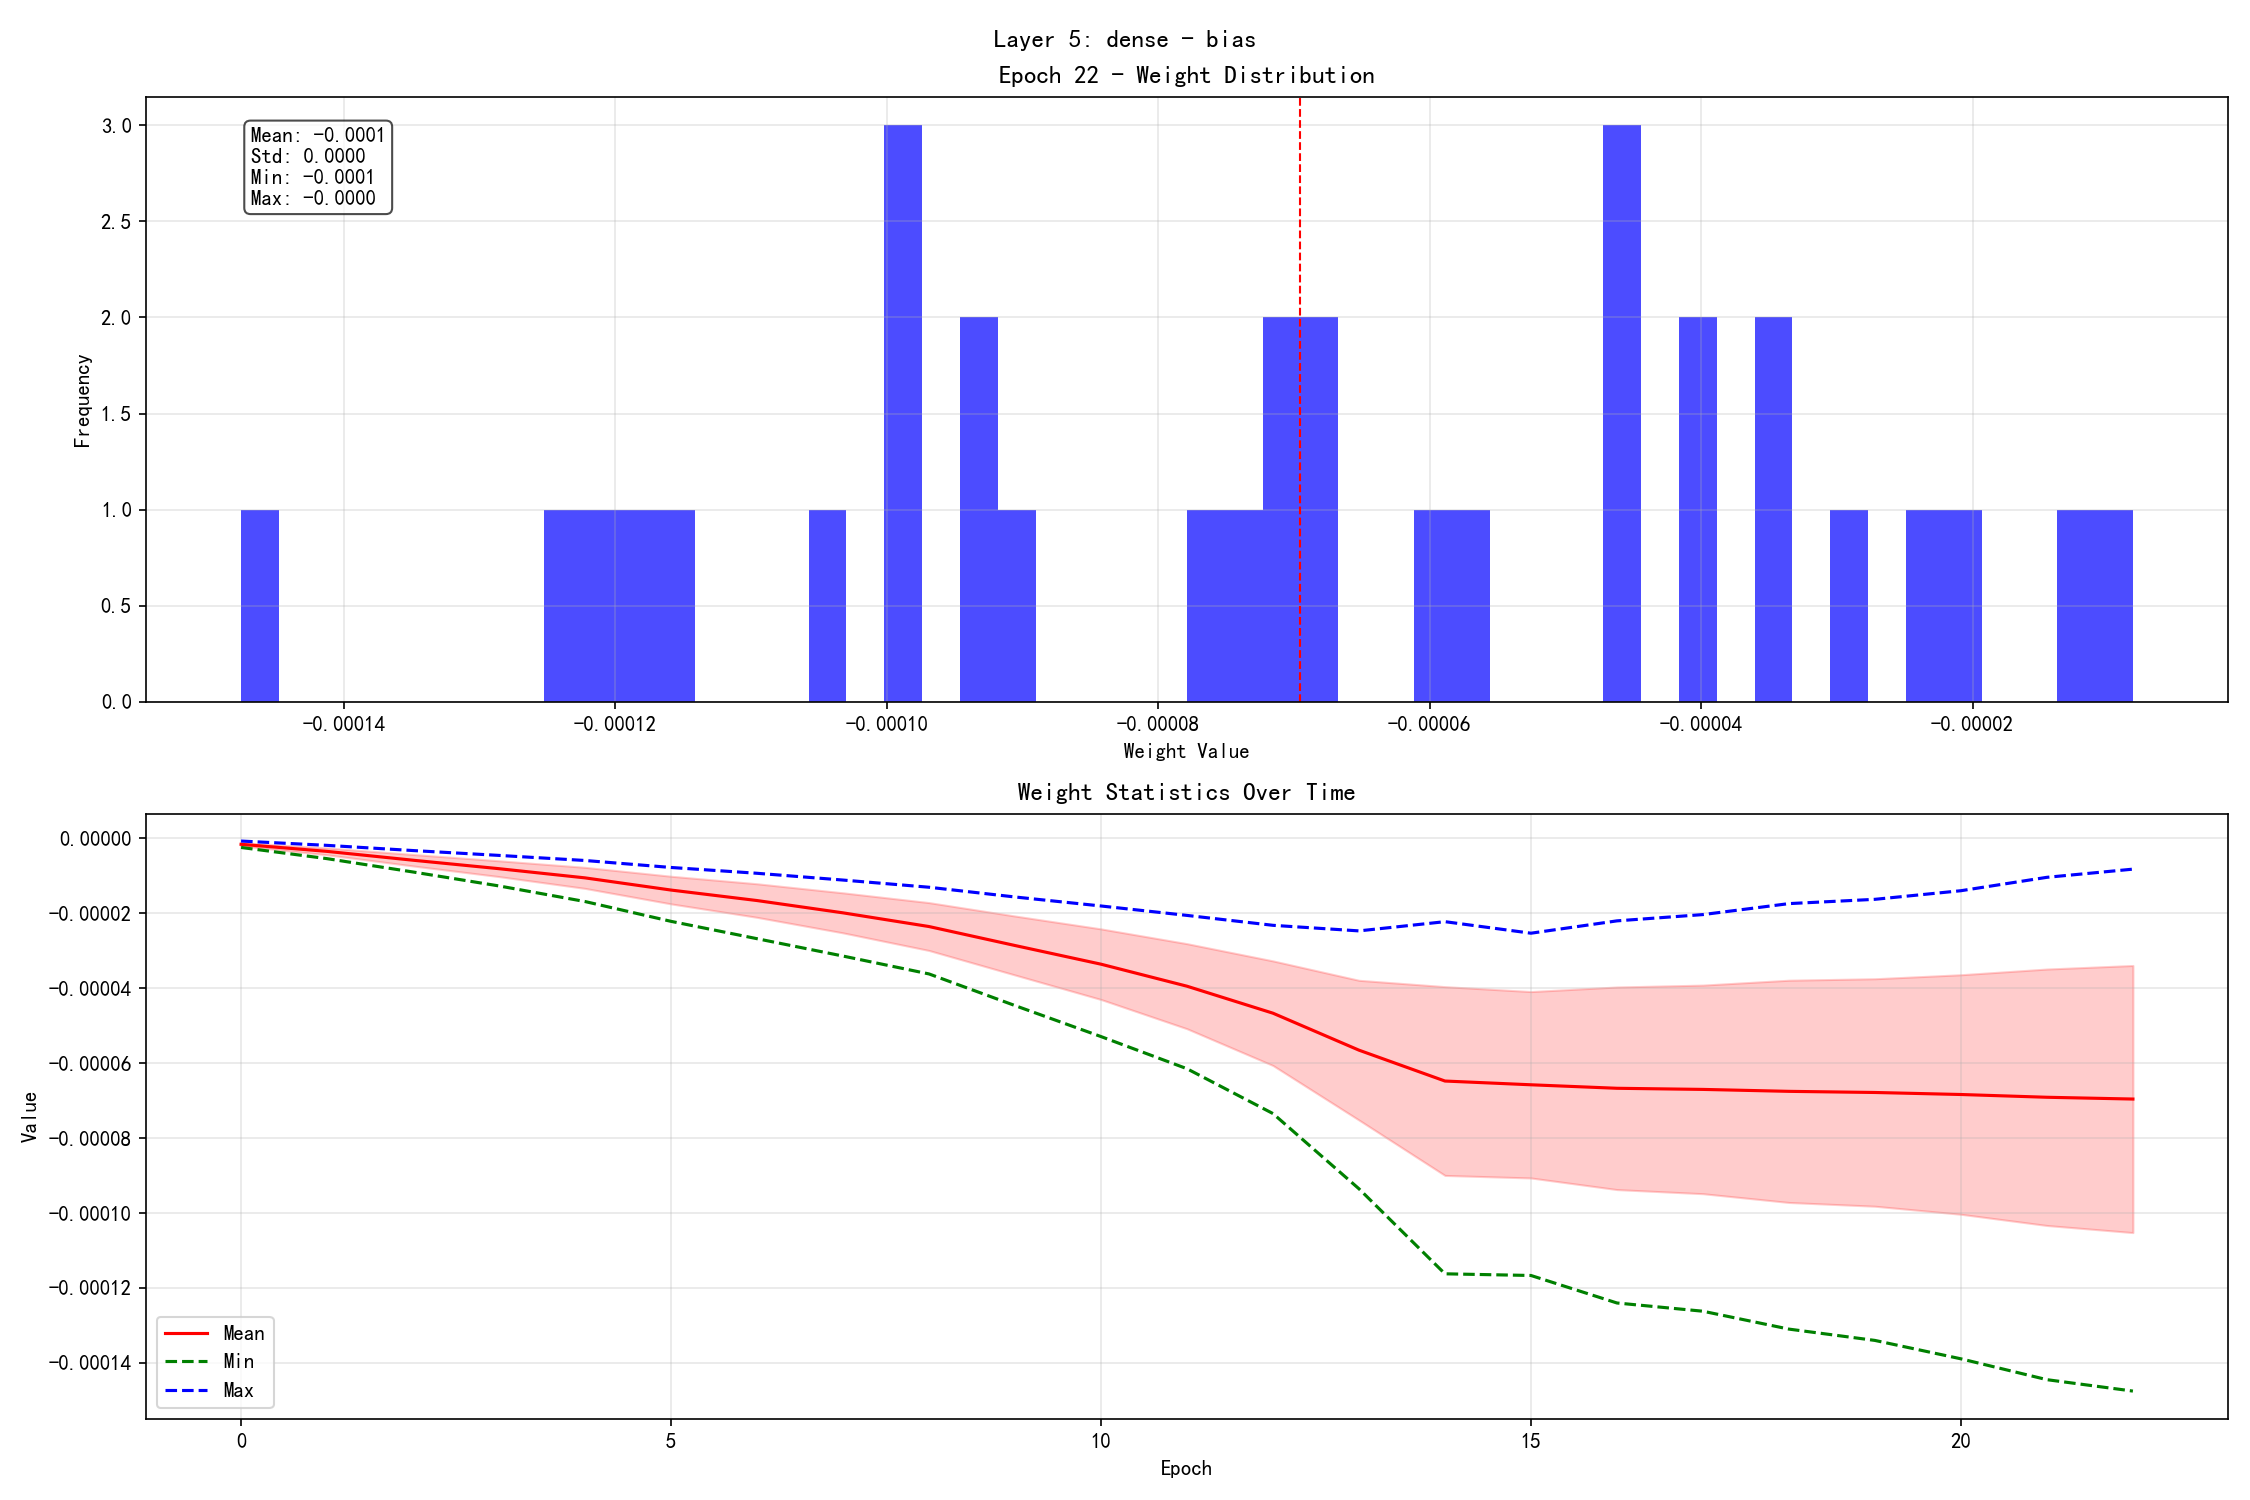 Layer 5: dense - bias
Epoch 22 - Weight Distribution
Mean: -0.0001
Std: 0.0000
Min: -0.0001
Max: -0.0000
3.0
2.5
2.0
1.5
1.0
0.5
0.0
Frequency
-0.00014 -0.00012 -0.00010 -0.00008 -0.00006 -0.00004 -0.00002
Weight Value
Weight Statistics Over Time
0.00000
-0.00002
-0.00004
-0.00006
-0.00008
-0.00010
-0.00012
-0.00014
Value
Mean
Min
Max
0 5 10 15 20
Epoch